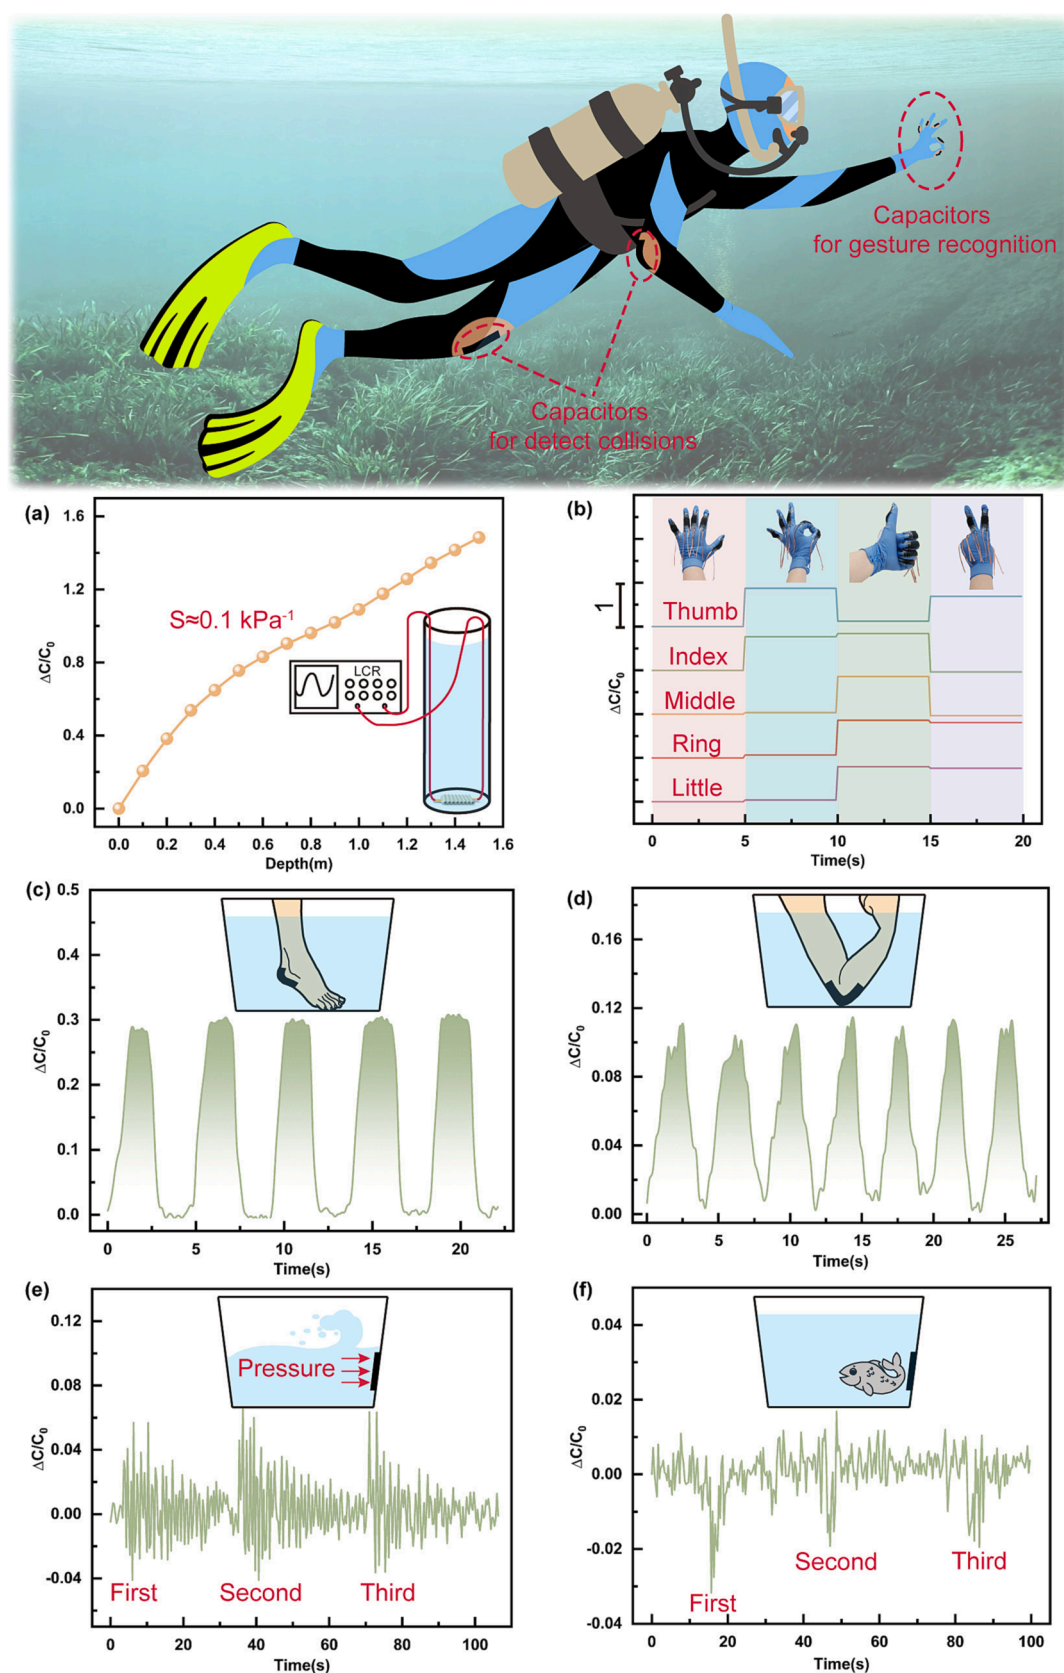 Capacitors
for gesture recognition
Capacitors
for detect collisions
(a)
1.6
1.2
0.8
0.4
0.0
ΔC/C₀
S≈0.1 kPa⁻¹
LCR
0.0 0.2 0.4 0.6 0.8 1.0 1.2 1.4 1.6
Depth(m)
(b)
1
ΔC/C₀
Thumb
Index
Middle
Ring
Little
0 5 10 15 20
Time(s)
(c)
0.5
0.4
0.3
0.2
0.1
0.0
ΔC/C₀
0 5 10 15 20
Time(s)
(d)
0.16
0.12
0.08
0.04
0.00
ΔC/C₀
0 5 10 15 20 25
Time(s)
(e)
0.12
0.08
0.04
0.00
-0.04
ΔC/C₀
Pressure
First Second Third
0 20 40 60 80 100
Time(s)
(f)
0.04
0.02
0.00
-0.02
-0.04
ΔC/C₀
First
Second
Third
0 20 40 60 80 100
Time(s)